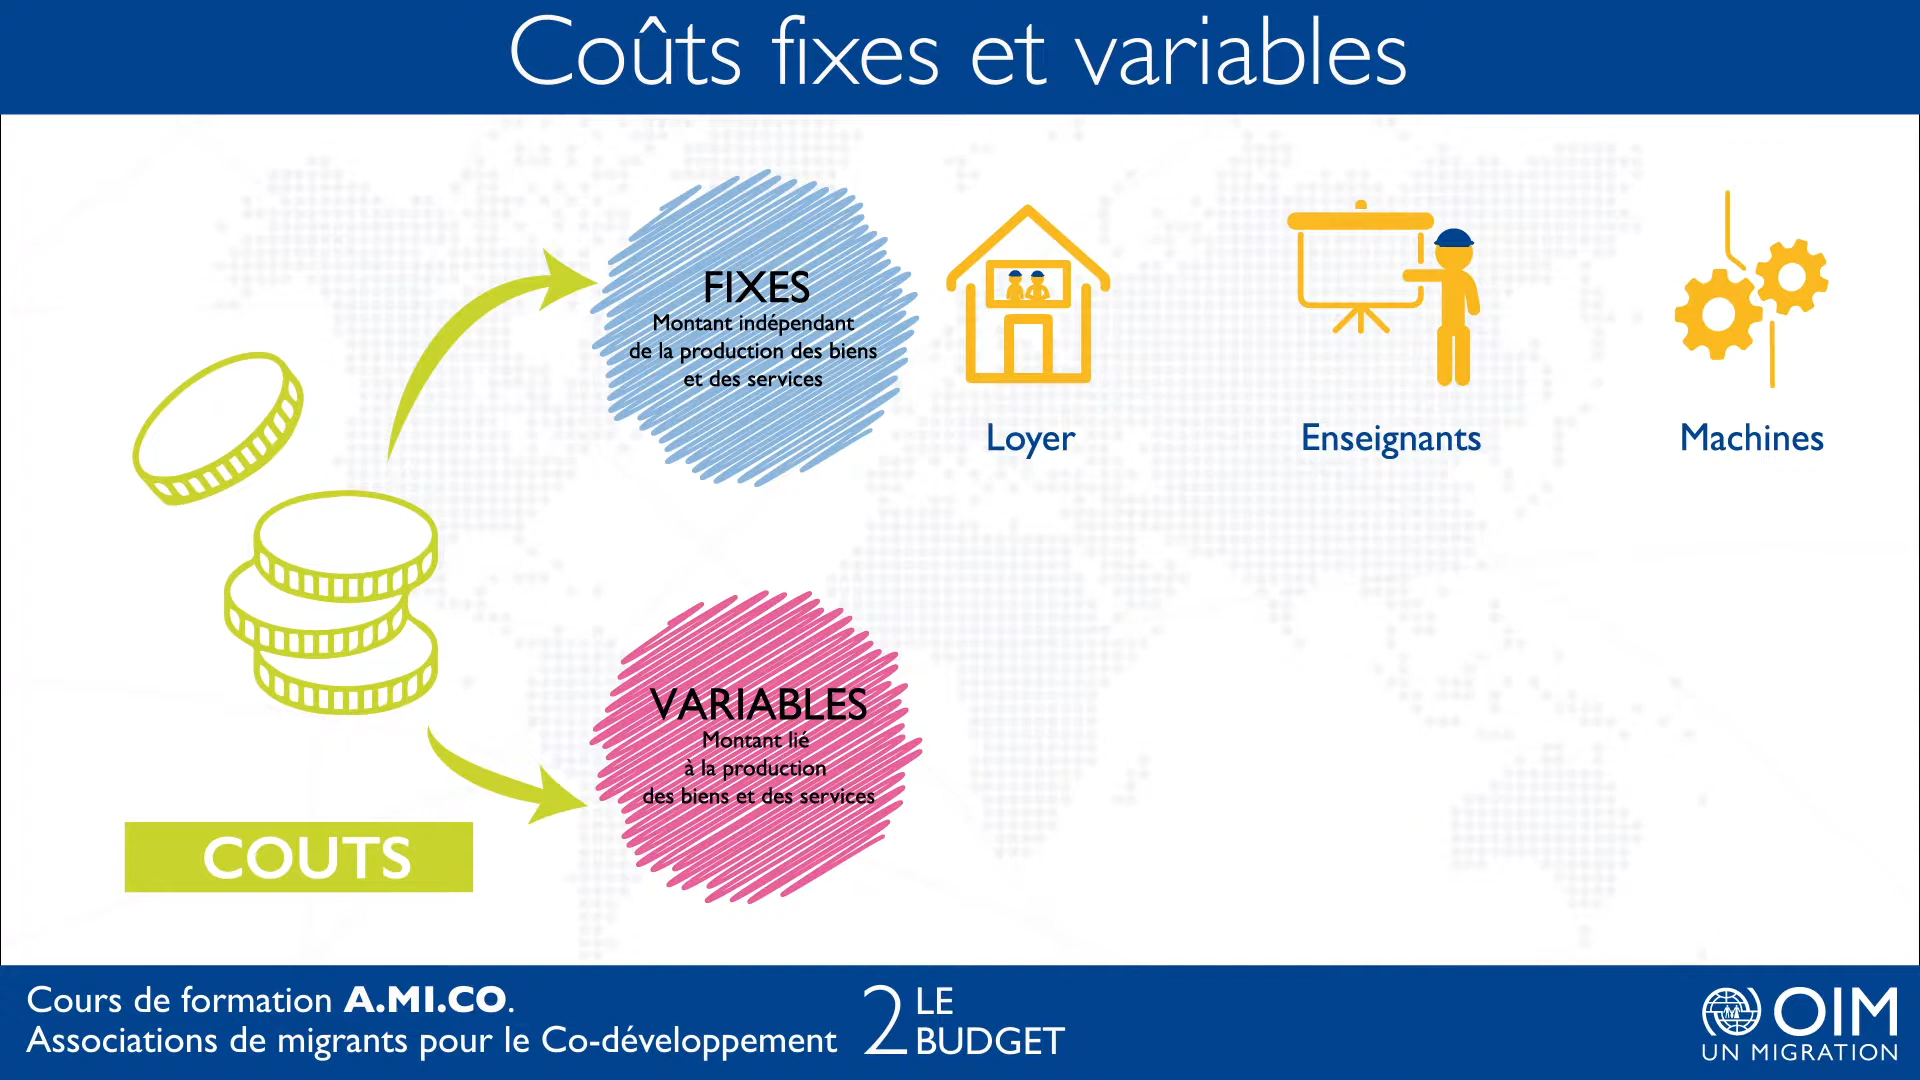 Coûts fixes et variables
FIXES
Montant indépendant
de la production des biens
et des services
Loyer
Enseignants
Machines
VARIABLES
Montant lié
à la production
des biens et des services
COUTS
Cours de formation A.MI.CO.
Associations de migrants pour le Co-développement
2 LE
BUDGET
OIM
UN MIGRATION